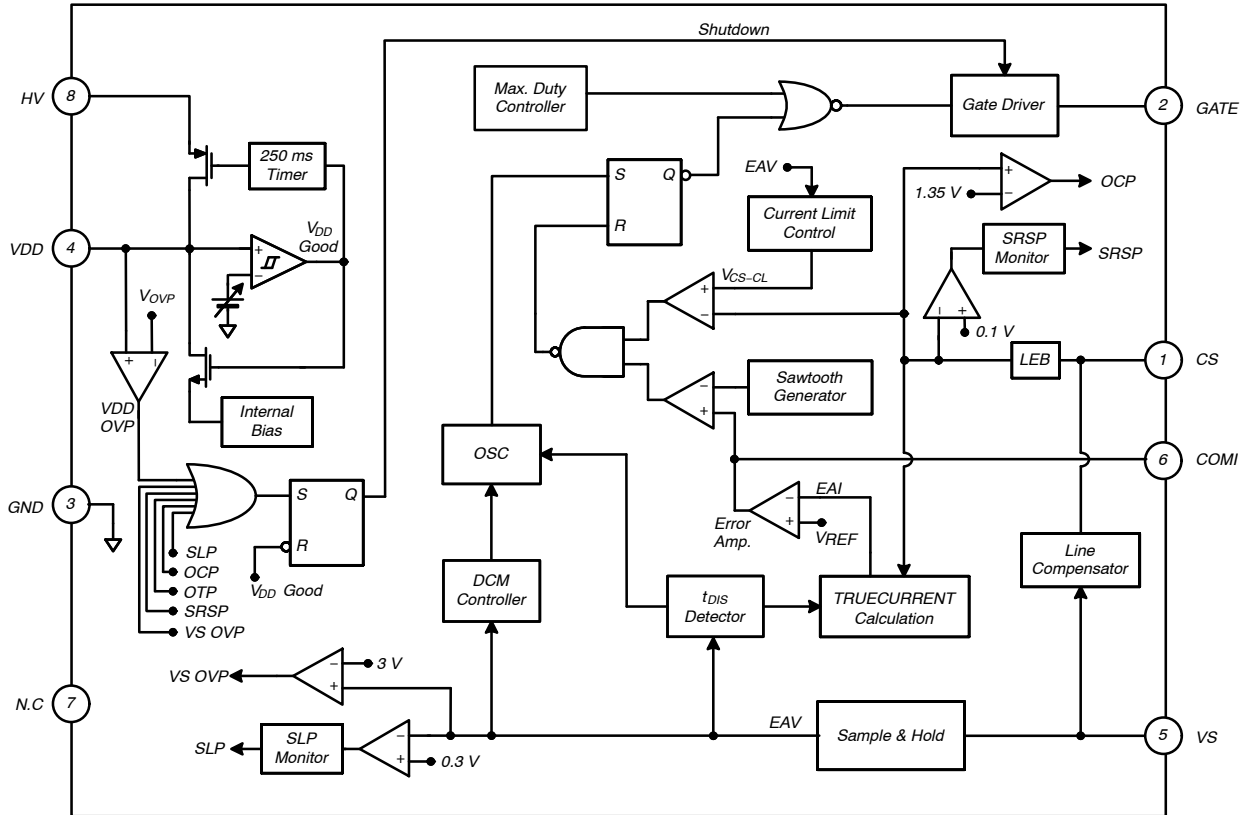 Shutdown
HV
8
Max. Duty
Controller
Gate Driver
2
GATE
250 ms
Timer
S
Q
R
EAV
+
1.35 V
−
OCP
Current Limit
Control
SRSP
Monitor
SRSP
VDD
4
VDD
Good
+
−
VOVP
VCS−CL
+
−
−
+
0.1 V
+
−
LEB
1
CS
VDD
OVP
Internal
Bias
−
+
Sawtooth
Generator
OSC
6
COMI
GND
3
S
Q
R
EAI
−
+
VREF
Error
Amp.
SLP
OCP
OTP
SRSP
VS OVP
VDD Good
DCM
Controller
tDIS
Detector
TRUECURRENT
Calculation
Line
Compensator
VS OVP
−
3 V
+
N.C
7
SLP
SLP
Monitor
−
+
0.3 V
EAV
Sample & Hold
5
VS